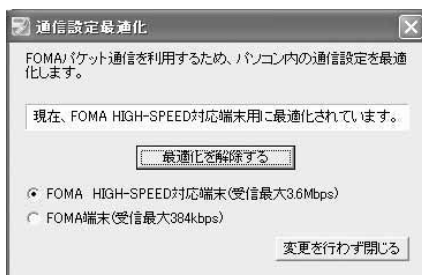 通信設定最適化
FOMAパケット通信を利用するため、パソコン内の通信設定を最適
化します。
現在、FOMA HIGH-SPEED対応端末用に最適化されています。
最適化を解除する
FOMA HIGH-SPEED対応端末(受信最大3.6Mbps)
FOMA端末(受信最大384kbps)
変更を行わず閉じる